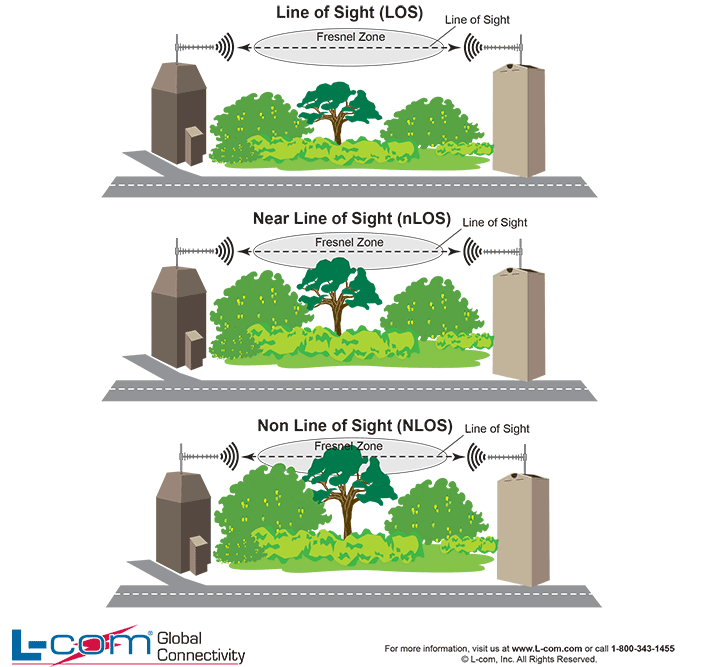 Line of Sight (LOS)
Line of Sight
Fresnel Zone
Near Line of Sight (nLOS)
Line of Sight
Fresnel Zone
Non Line of Sight (NLOS)
Line of Sight
Fresnel Zone
L-com® Global
Connectivity
For more information, visit us at www.L-com.com or call 1-800-343-1455
© L-com, Inc. All Rights Reserved.